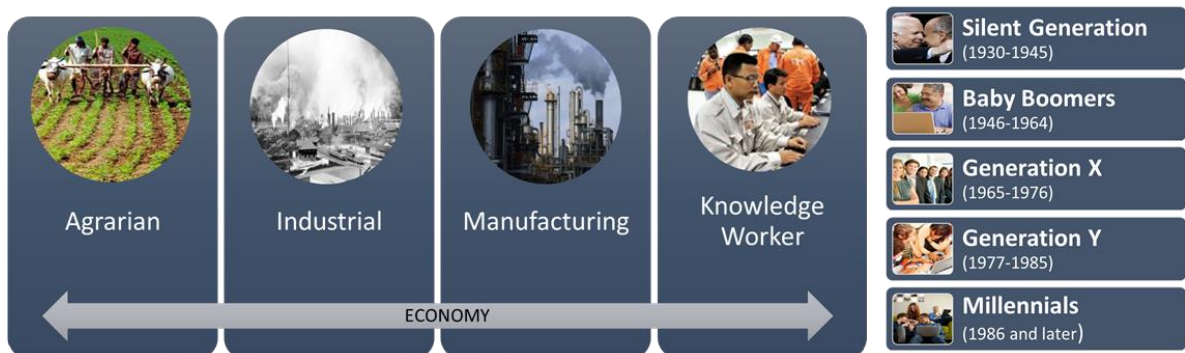 Agrarian
Industrial
Manufacturing
Knowledge
Worker
ECONOMY
Silent Generation
(1930-1945)
Baby Boomers
(1946-1964)
Generation X
(1965-1976)
Generation Y
(1977-1985)
Millennials
(1986 and later)